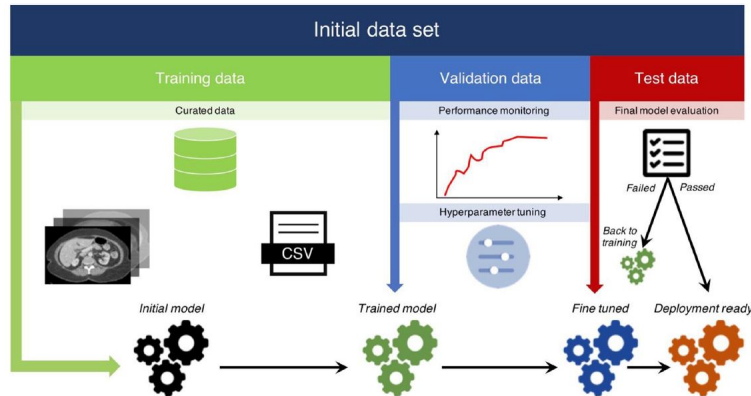 Initial data set
Training data
Validation data
Test data
Curated data
Performance monitoring
Final model evaluation
Failed
Passed
Hyperparameter tuning
CSV
Back to
training
Initial model
Trained model
Fine tuned
Deployment ready